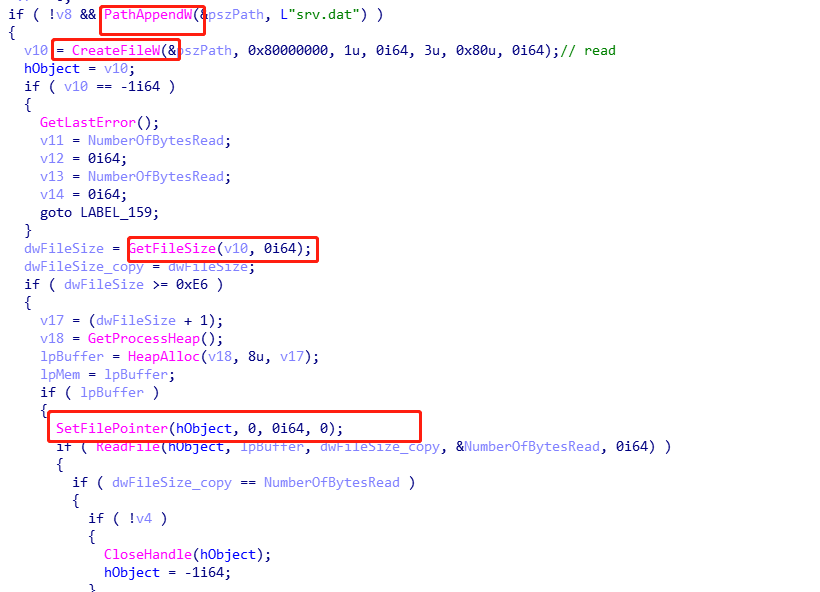 if ( !v8 && PathAppendW(&pszPath, L"srv.dat") )
{
v10 = CreateFileW(&pszPath, 0x80000000, 1u, 0i64, 3u, 0x80u, 0i64);// read
hObject = v10;
if ( v10 == -1i64 )
{
GetLastError();
v11 = NumberOfBytesRead;
v12 = 0i64;
v13 = NumberOfBytesRead;
v14 = 0i64;
goto LABEL_159;
}
dwFileSize = GetFileSize(v10, 0i64);
dwFileSize_copy = dwFileSize;
if ( dwFileSize >= 0xE6 )
{
v17 = (dwFileSize + 1);
v18 = GetProcessHeap();
lpBuffer = HeapAlloc(v18, 8u, v17);
lpMem = lpBuffer;
if ( lpBuffer )
{
SetFilePointer(hObject, 0, 0i64, 0);
if ( ReadFile(hObject, lpBuffer, dwFileSize_copy, &NumberOfBytesRead, 0i64) )
{
if ( dwFileSize_copy == NumberOfBytesRead )
{
if ( !v4 )
{
CloseHandle(hObject);
hObject = -1i64;
}